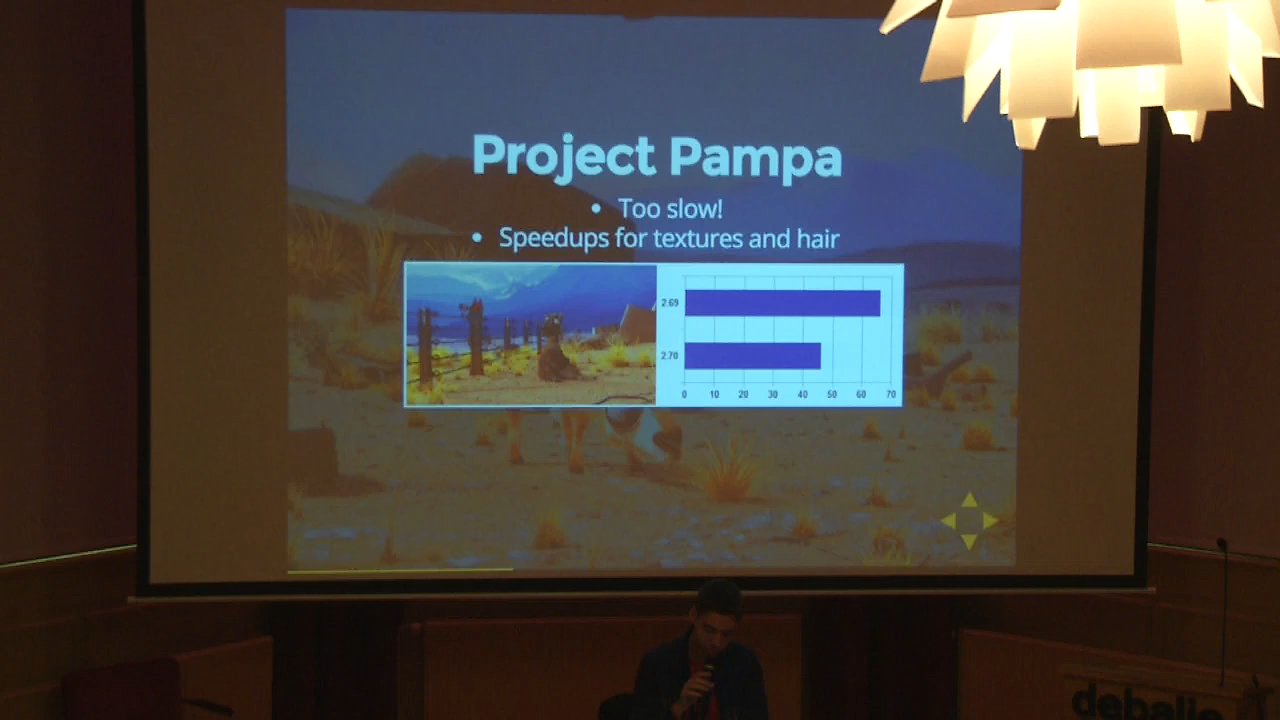 Project Pampa
• Too slow!
• Speedups for textures and hair
2.69
2.70
0 10 20 30 40 50 60 70